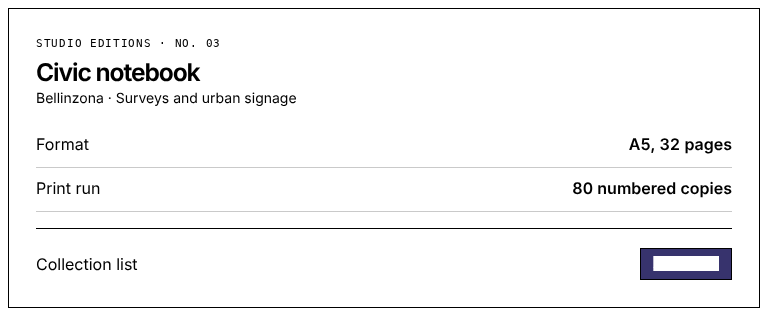 STUDIO EDITIONS · NO. 03
Civic notebook
Bellinzona · Surveys and urban signage
Format A5, 32 pages
Print run 80 numbered copies
Collection list